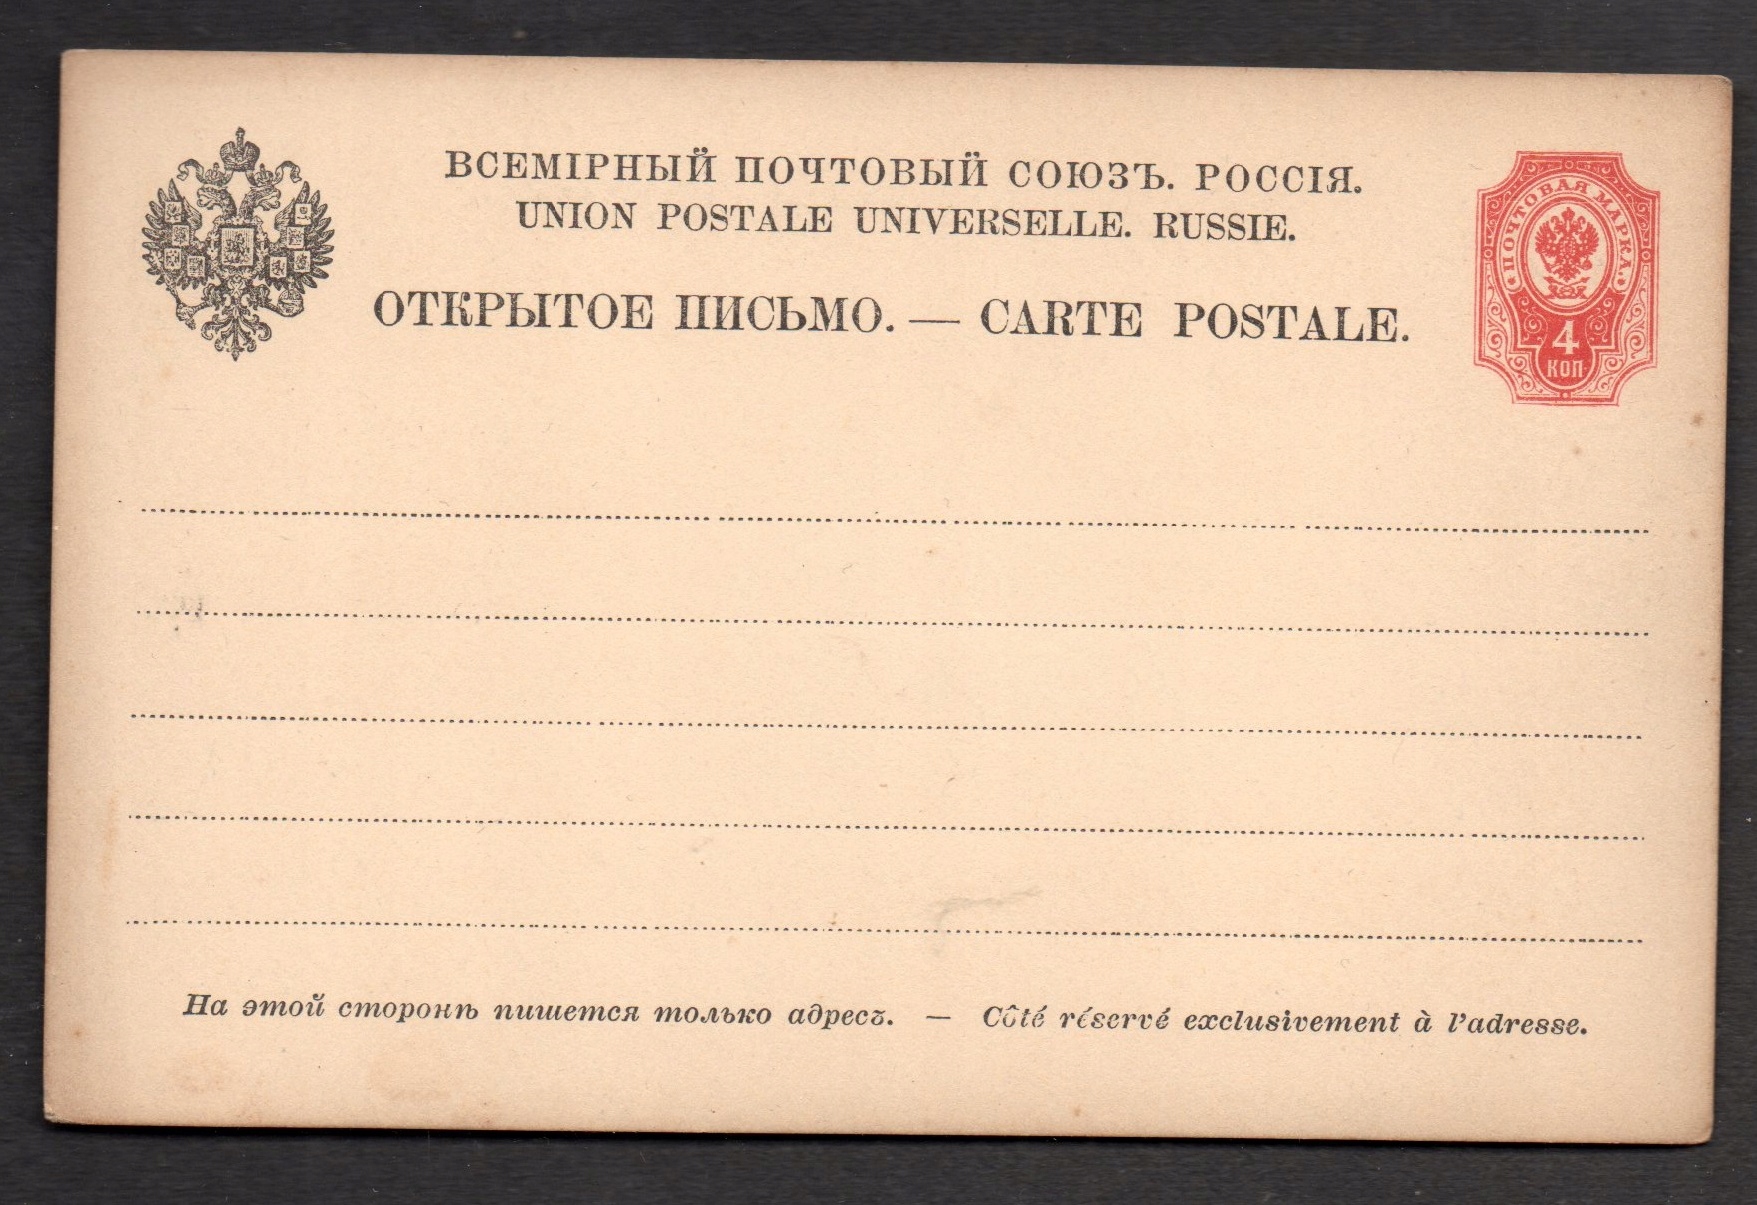 ВСЕМІРНЫЙ ПОЧТОВЫЙ СОЮЗЪ. РОССІЯ.
UNION POSTALE UNIVERSELLE. RUSSIE.
ОТКРЫТОЕ ПИСЬМО. — CARTE POSTALE.
ПОЧТОВАЯ МАРКА.
4
КОП
На этой сторонѣ пишется только адресъ. — Côté réservé exclusivement à l'adresse.